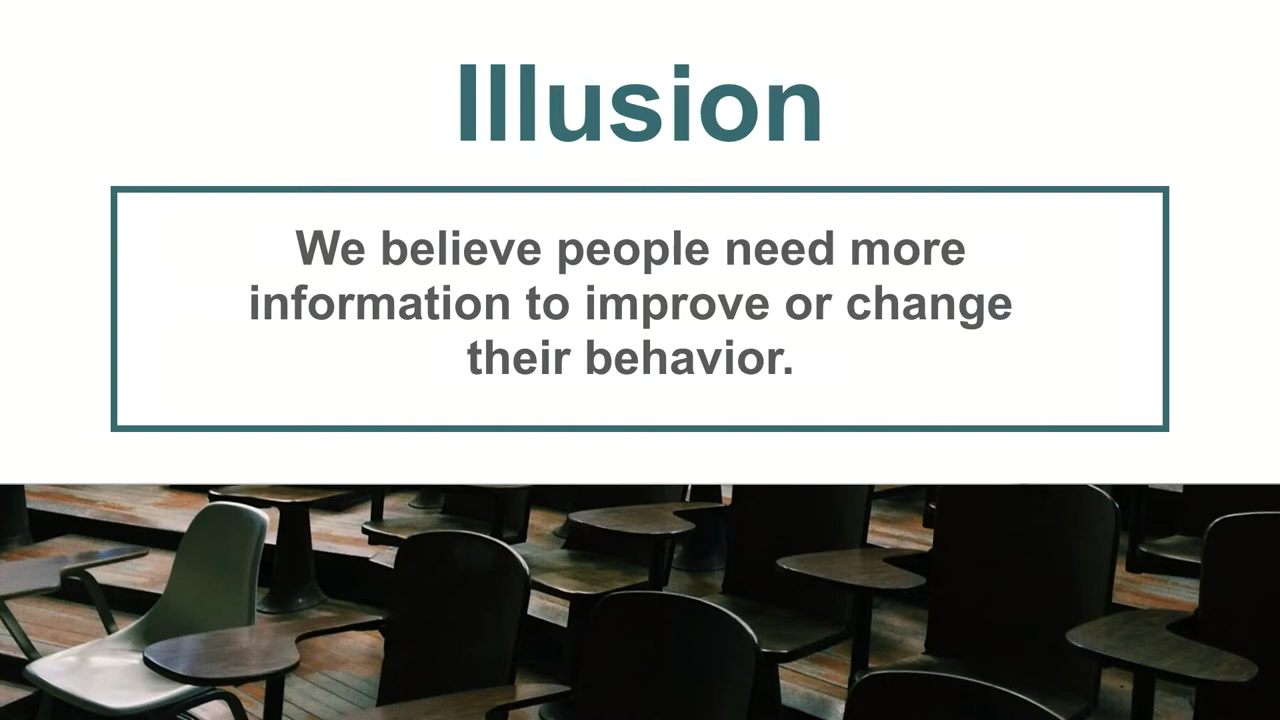 Illusion
We believe people need more
information to improve or change
their behavior.